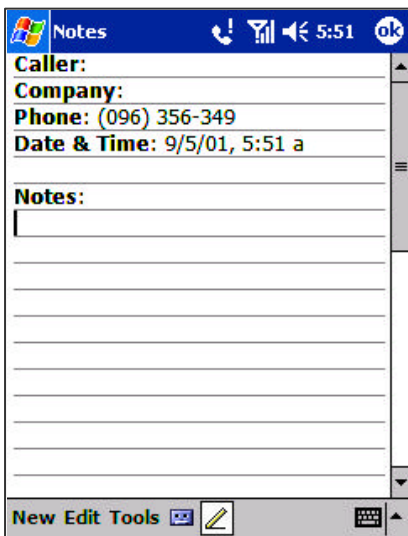 Notes 5:51 ok
Caller:
Company:
Phone: (096) 356-349
Date & Time: 9/5/01, 5:51 a
Notes:
New Edit Tools